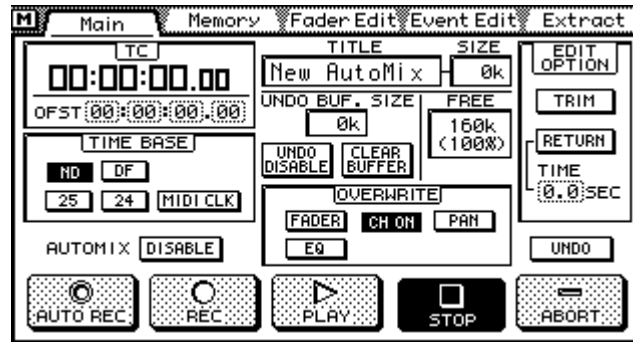 M Main Memory Fader Edit Event Edit Extract
TC
00:00:00.00
OFST 00:00:00.00
TIME BASE
ND DF
25 24 MIDI CLK
AUTOMIX DISABLE
TITLE SIZE
New AutoMix 0k
UNDO BUF. SIZE FREE
0k 160k
(100%)
UNDO DISABLE
CLEAR BUFFER
OVERWRITE
FADER CH ON PAN
EQ
EDIT OPTION
TRIM
RETURN
TIME
0.0 SEC
UNDO
AUTO REC REC PLAY STOP ABORT